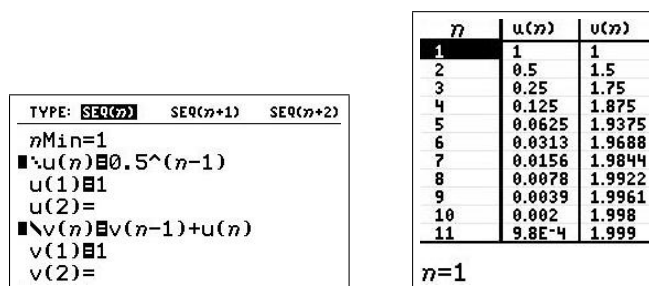 TYPE: SEQ(n) SEQ(n+1) SEQ(n+2)
nMin=1
u(n)=0.5^(n-1)
u(1)=1
u(2)=
v(n)=v(n-1)+u(n)
v(1)=1
v(2)=
n u(n) v(n)
1 1 1
2 0.5 1.5
3 0.25 1.75
4 0.125 1.875
5 0.0625 1.9375
6 0.0313 1.9688
7 0.0156 1.9844
8 0.0078 1.9922
9 0.0039 1.9961
10 0.002 1.998
11 9.8E-4 1.999
n=1